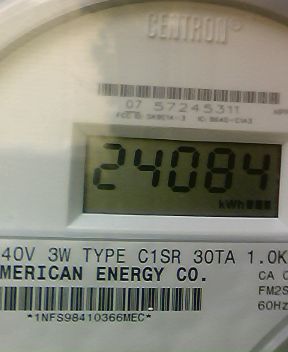 CENTRON®
07 57245311
24084
kWh
40V 3W TYPE C1SR 30TA 1.0K
MERICAN ENERGY CO.
CA 0
FM2S
60Hz
*1NFS98410366MEC*